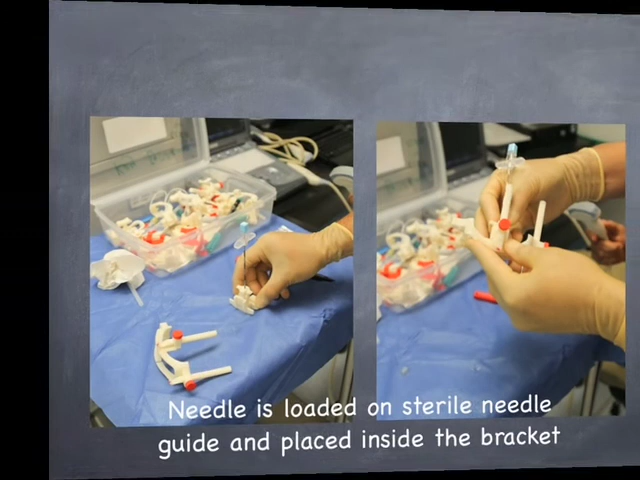 Needle is loaded on sterile needle
guide and placed inside the bracket